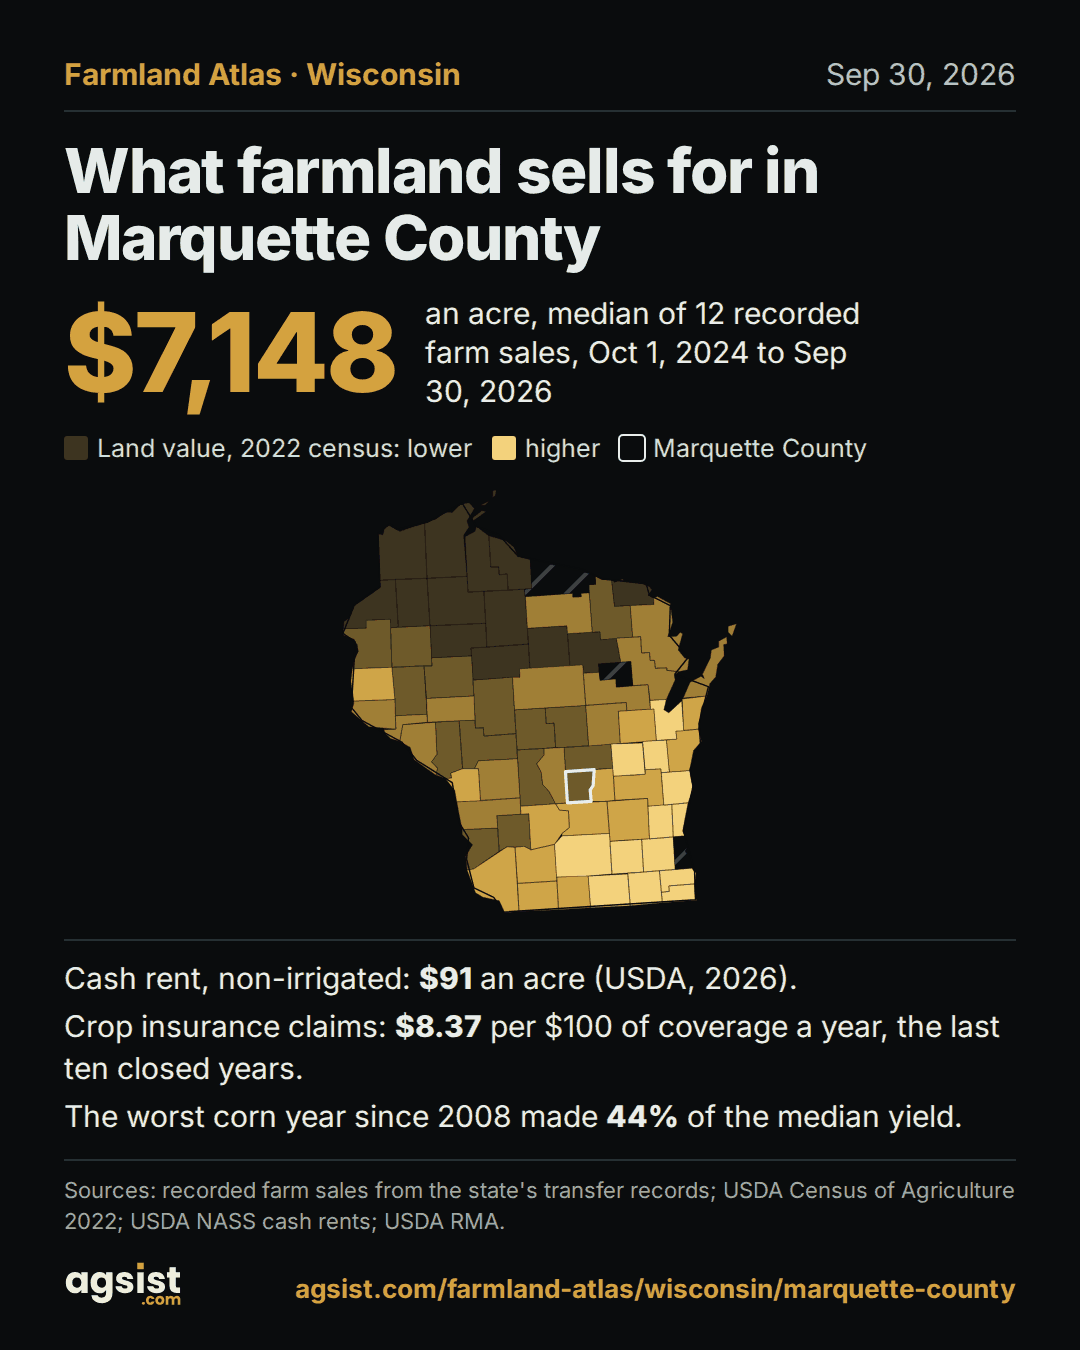 Farmland Atlas · Wisconsin
Sep 30, 2026
What farmland sells for in
Marquette County
$7,148
an acre, median of 12 recorded
farm sales, Oct 1, 2024 to Sep
30, 2026
Land value, 2022 census: lower
higher
Marquette County
Cash rent, non-irrigated: $91 an acre (USDA, 2026).
Crop insurance claims: $8.37 per $100 of coverage a year, the last
ten closed years.
The worst corn year since 2008 made 44% of the median yield.
Sources: recorded farm sales from the state's transfer records; USDA Census of Agriculture
2022; USDA NASS cash rents; USDA RMA.
agsist
.com
agsist.com/farmland-atlas/wisconsin/marquette-county